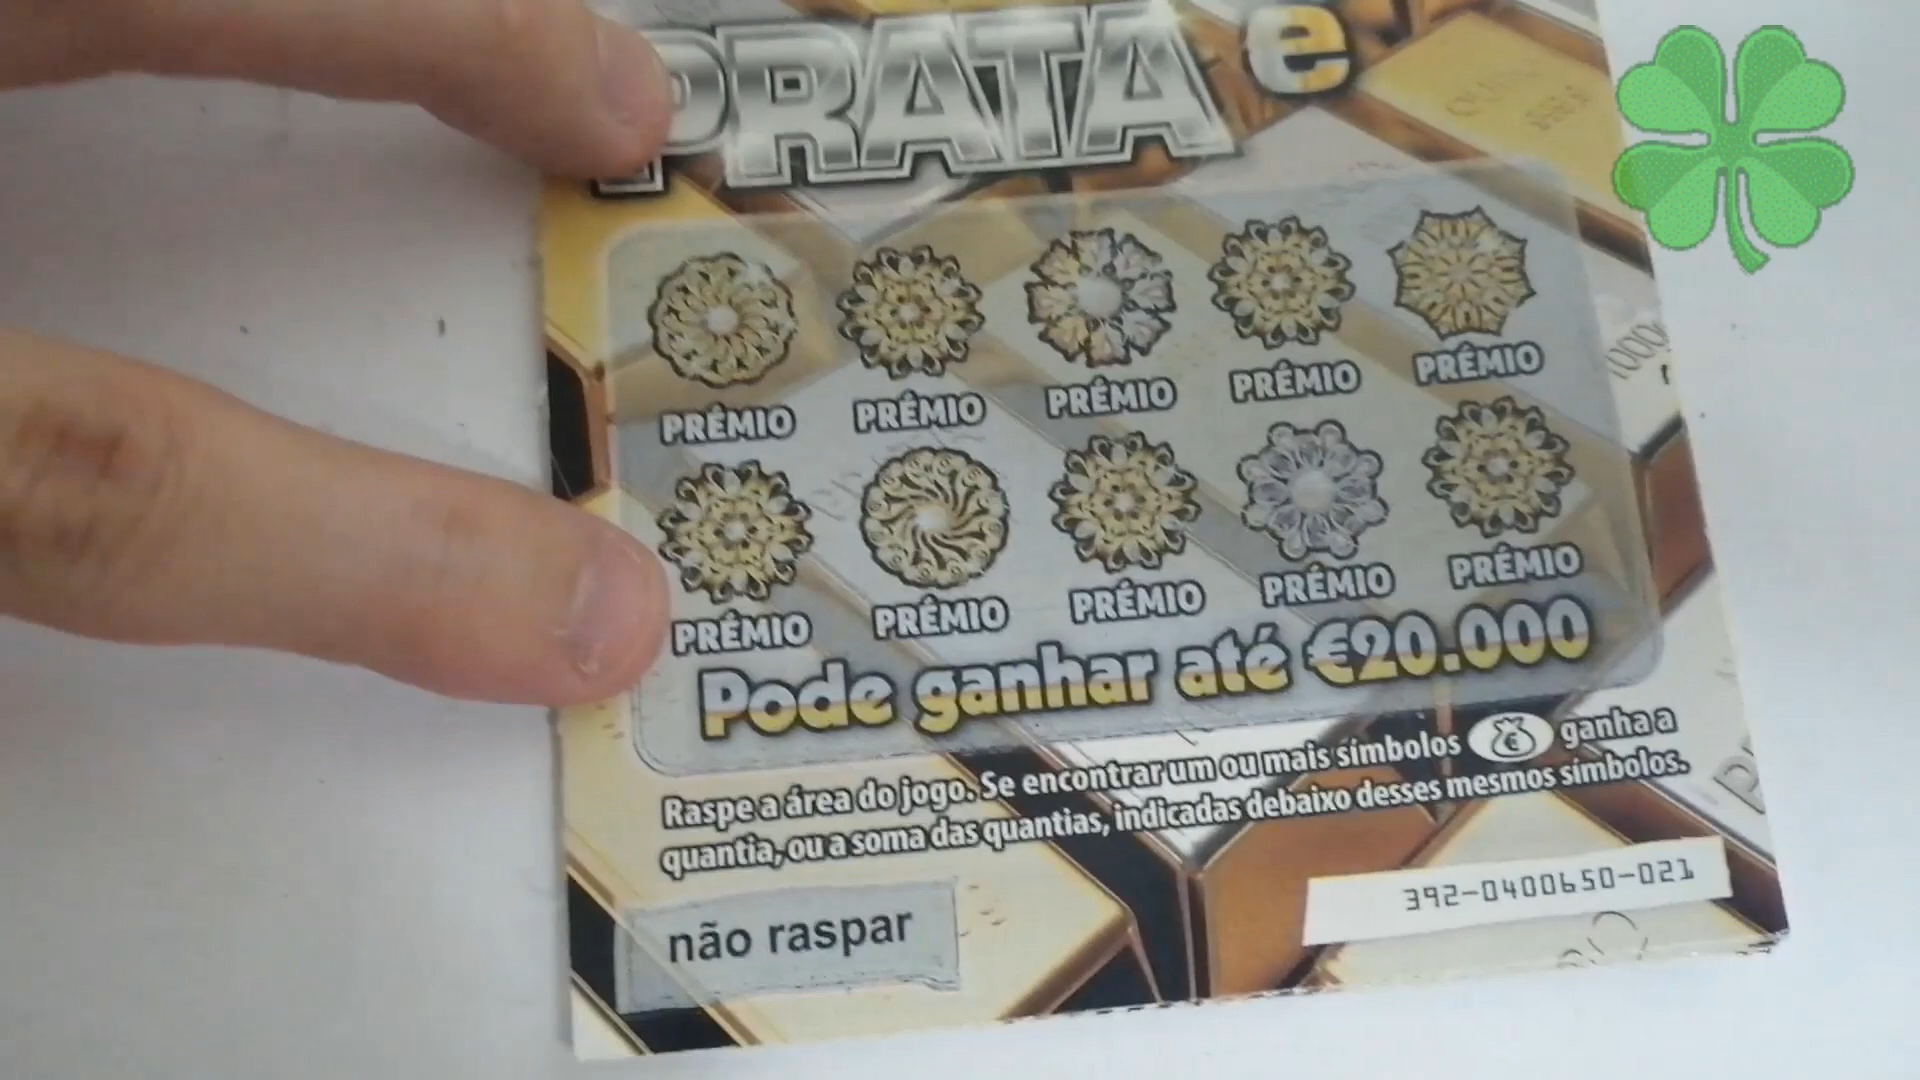 PRATA e
PRÉMIO PRÉMIO PRÉMIO PRÉMIO PRÉMIO
PRÉMIO PRÉMIO PRÉMIO PRÉMIO PRÉMIO
Pode ganhar até €20.000
Raspe a área do jogo. Se encontrar um ou mais símbolos € ganha a
quantia, ou a soma das quantias, indicadas debaixo desses mesmos símbolos.
não raspar
392-0400650-021